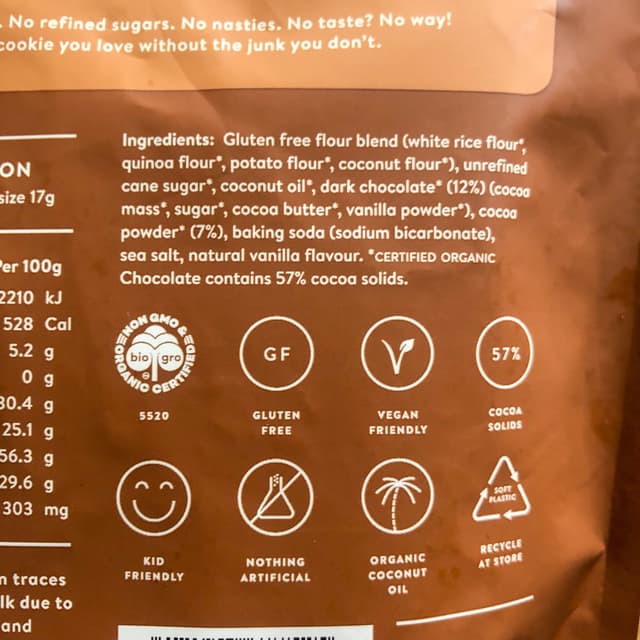 . No refined sugars. No nasties. No taste? No way!
cookie you love without the junk you don't.
Ingredients: Gluten free flour blend (white rice flour*,
quinoa flour*, potato flour*, coconut flour*), unrefined
cane sugar*, coconut oil*, dark chocolate* (12%) (cocoa
mass*, sugar*, cocoa butter*, vanilla powder*), cocoa
powder* (7%), baking soda (sodium bicarbonate),
sea salt, natural vanilla flavour. *CERTIFIED ORGANIC
Chocolate contains 57% cocoa solids.
ON
size 17g
Per 100g
2210 kJ
528 Cal
5.2 g
0 g
30.4 g
25.1 g
56.3 g
29.6 g
303 mg
n traces
lk due to
and
NON GMO &
bio gro
ORGANIC CERTIFIED
5520
GF
GLUTEN
FREE
VEGAN
FRIENDLY
57%
COCOA
SOLIDS
KID
FRIENDLY
NOTHING
ARTIFICIAL
ORGANIC
COCONUT
OIL
SOFT
PLASTIC
RECYCLE
AT STORE